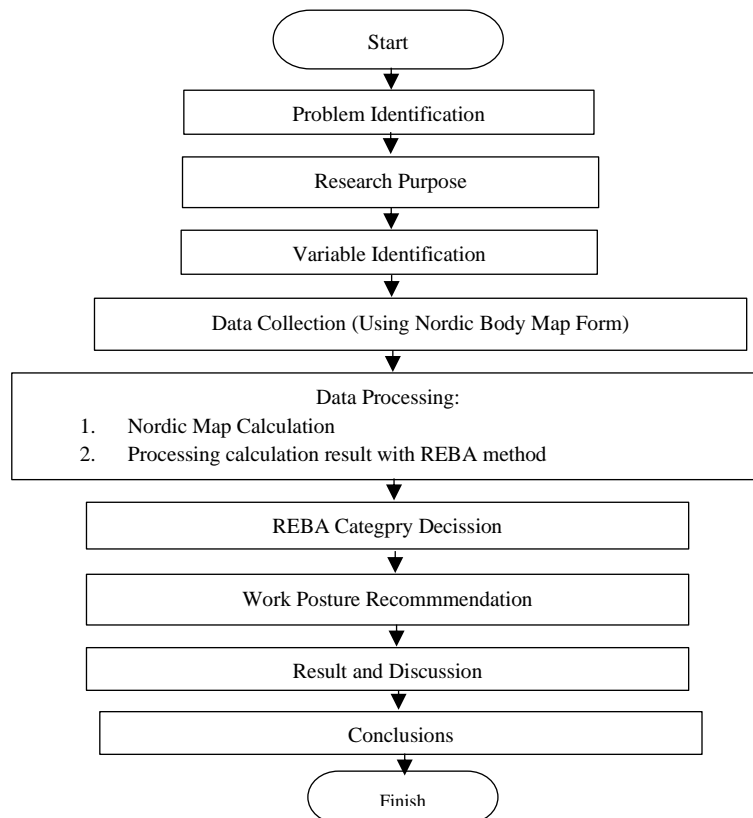 Start
Problem Identification
Research Purpose
Variable Identification
Data Collection (Using Nordic Body Map Form)
Data Processing:
1. Nordic Map Calculation
2. Processing calculation result with REBA method
REBA Categpry Decission
Work Posture Recommmendation
Result and Discussion
Conclusions
Finish